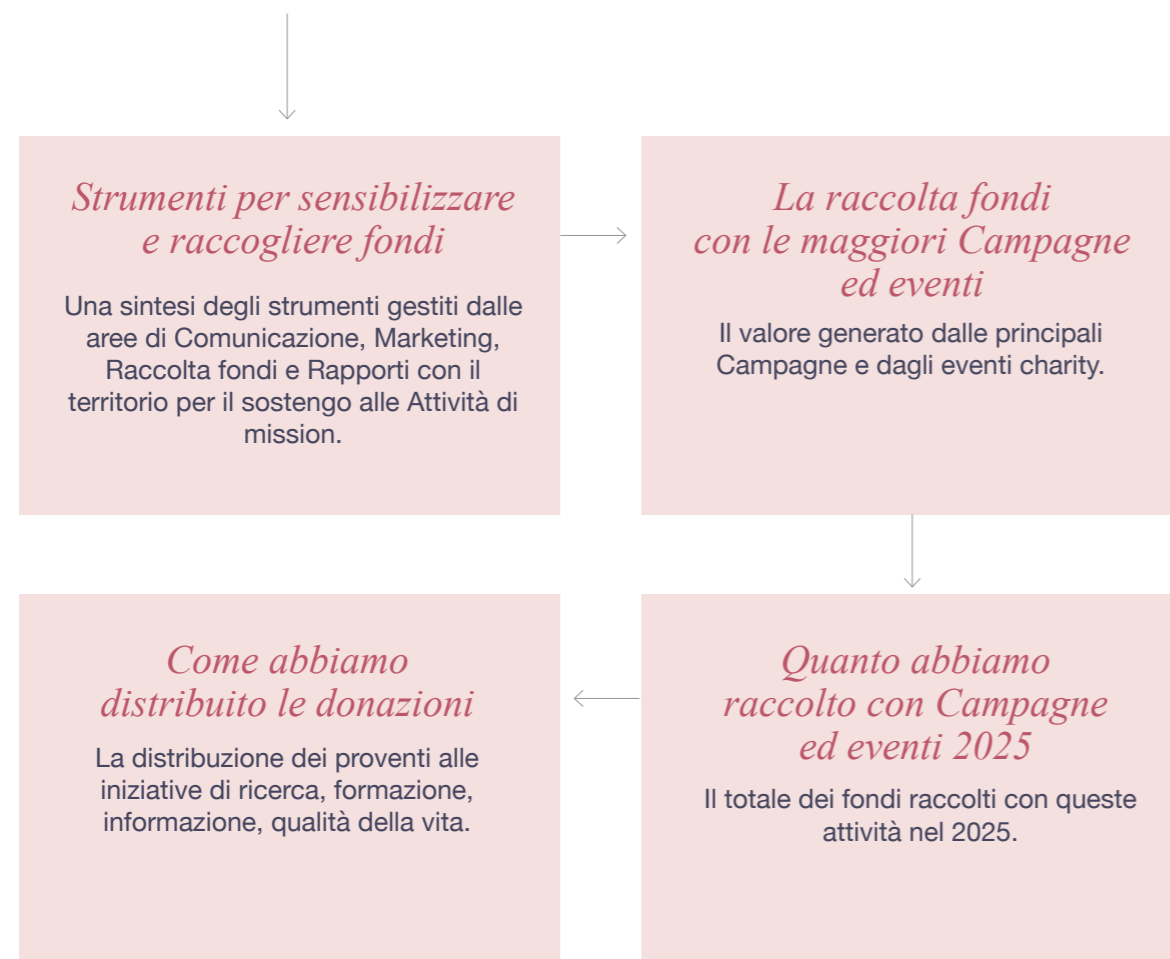 Strumenti per sensibilizzare
e raccogliere fondi
Una sintesi degli strumenti gestiti dalle
aree di Comunicazione, Marketing,
Raccolta fondi e Rapporti con il
territorio per il sostengo alle Attività di
mission.
La raccolta fondi
con le maggiori Campagne
ed eventi
Il valore generato dalle principali
Campagne e dagli eventi charity.
Quanto abbiamo
raccolto con Campagne
ed eventi 2025
Il totale dei fondi raccolti con queste
attività nel 2025.
Come abbiamo
distribuito le donazioni
La distribuzione dei proventi alle
iniziative di ricerca, formazione,
informazione, qualità della vita.